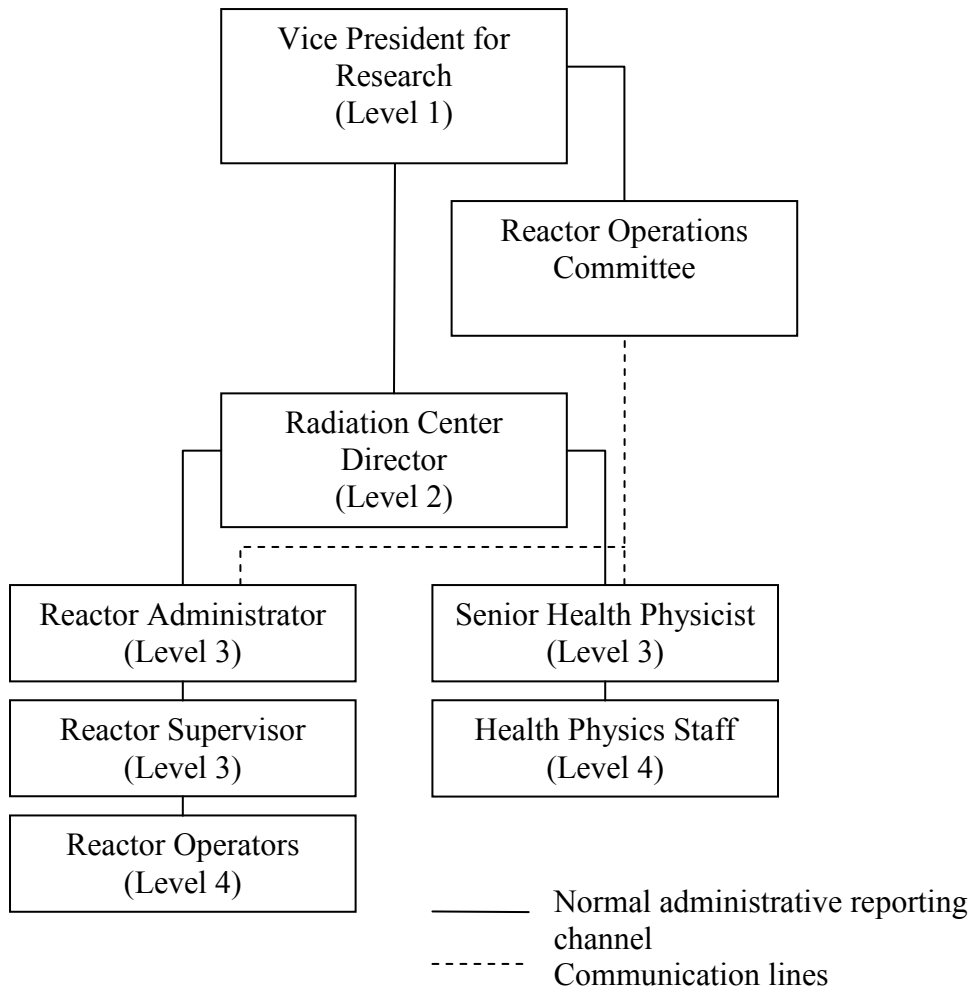 Vice President for
Research
(Level 1)
Reactor Operations
Committee
Radiation Center
Director
(Level 2)
Reactor Administrator
(Level 3)
Senior Health Physicist
(Level 3)
Reactor Supervisor
(Level 3)
Health Physics Staff
(Level 4)
Reactor Operators
(Level 4)
Normal administrative reporting
channel
Communication lines